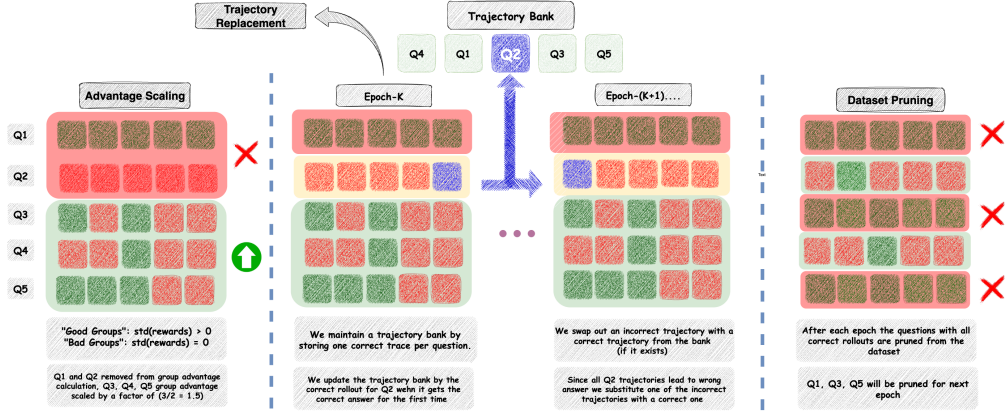 Trajectory
Replacement
Trajectory Bank
Q4
Q1
Q2
Q3
Q5
Advantage Scaling
Epoch-K
Epoch-(K+1)....
Dataset Pruning
Q1
Q2
Q3
Q4
Q5
Text
"Good Groups": std(rewards) > 0
"Bad Groups": std(rewards) = 0
Q1 and Q2 removed from group advantage
calculation, Q3, Q4, Q5 group advantage
scaled by a factor of (3/2 = 1.5)
We maintain a trajectory bank by
storing one correct trace per question.
We update the trajectory bank by the
correct rollout for Q2 wehn it gets the
correct answer for the first time
We swap out an incorrect trajectory with a
correct trajectory from the bank
(if it exists)
Since all Q2 trajectories lead to wrong
answer we substitute one of the incorrect
trajectories with a correct one
After each epoch the questions with all
correct rollouts are pruned from the
dataset
Q1, Q3, Q5 will be pruned for next
epoch